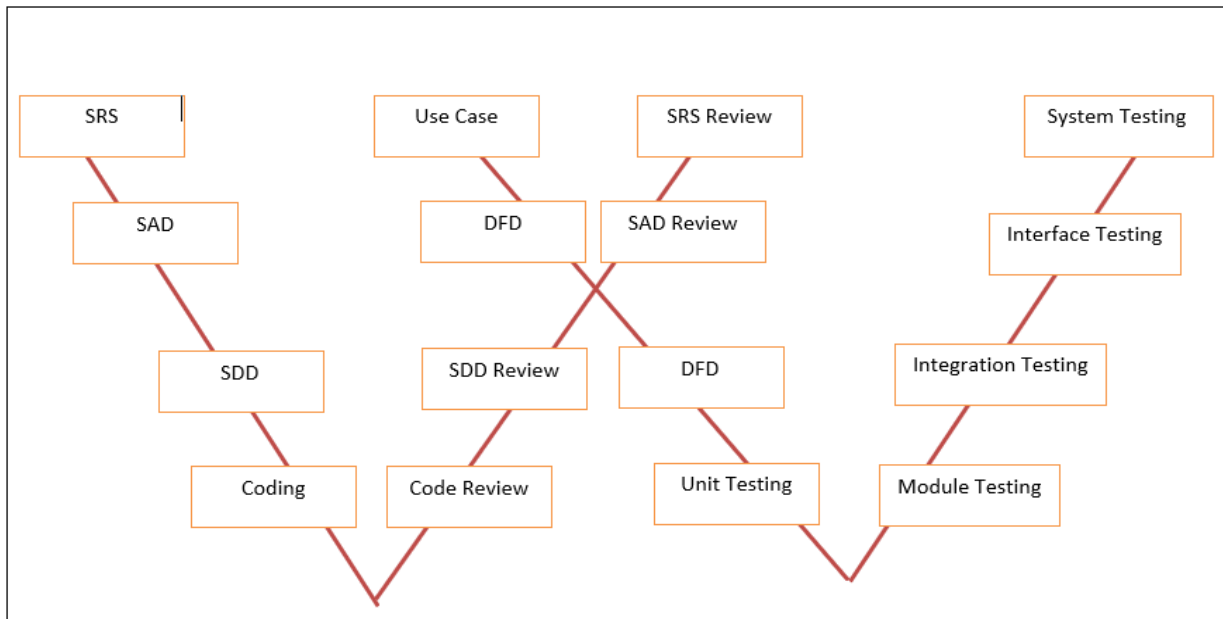 SRS
Use Case
SRS Review
System Testing
SAD
DFD
SAD Review
Interface Testing
SDD
SDD Review
DFD
Integration Testing
Coding
Code Review
Unit Testing
Module Testing